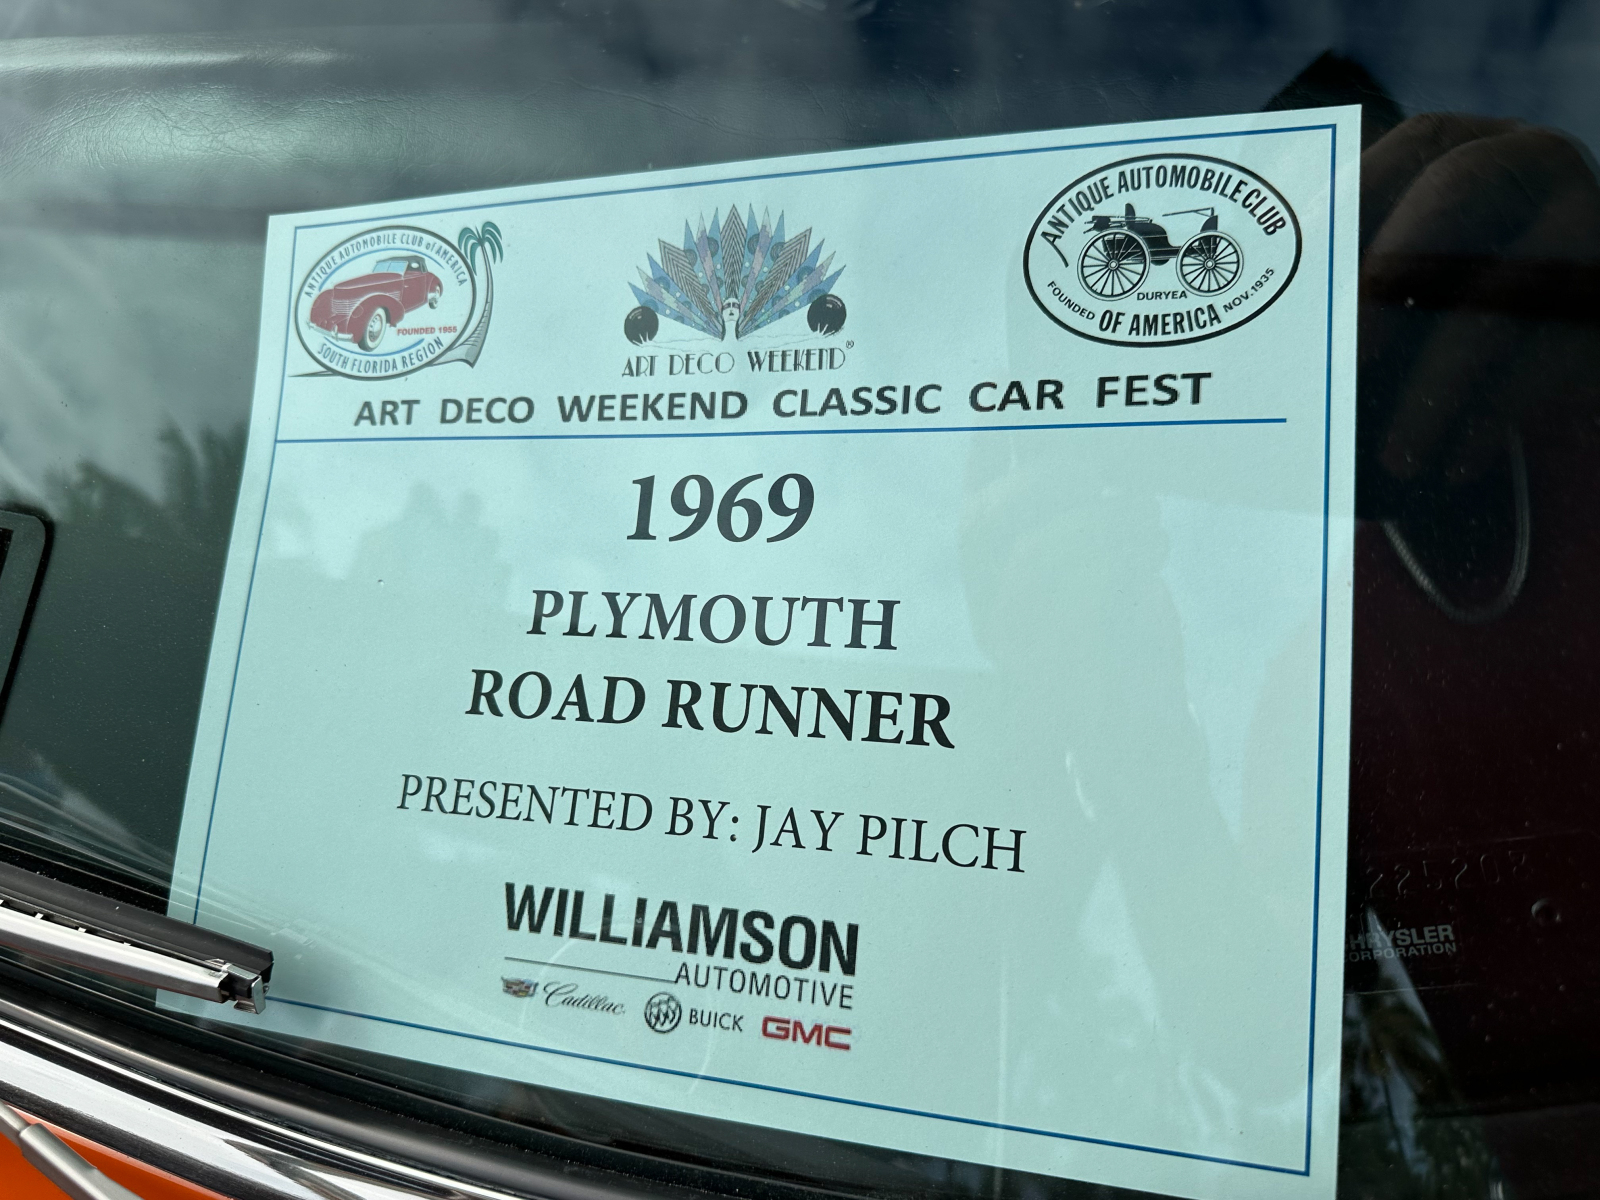 ANTIQUE AUTOMOBILE CLUB of AMERICA
FOUNDED 1955
SOUTH FLORIDA REGION
ART DECO WEEKEND®
ANTIQUE AUTOMOBILE CLUB
DURYEA
FOUNDED NOV. 1935
OF AMERICA
ART DECO WEEKEND CLASSIC CAR FEST
1969
PLYMOUTH
ROAD RUNNER
PRESENTED BY: JAY PILCH
WILLIAMSON
AUTOMOTIVE
Cadillac BUICK GMC
CHRYSLER
CORPORATION